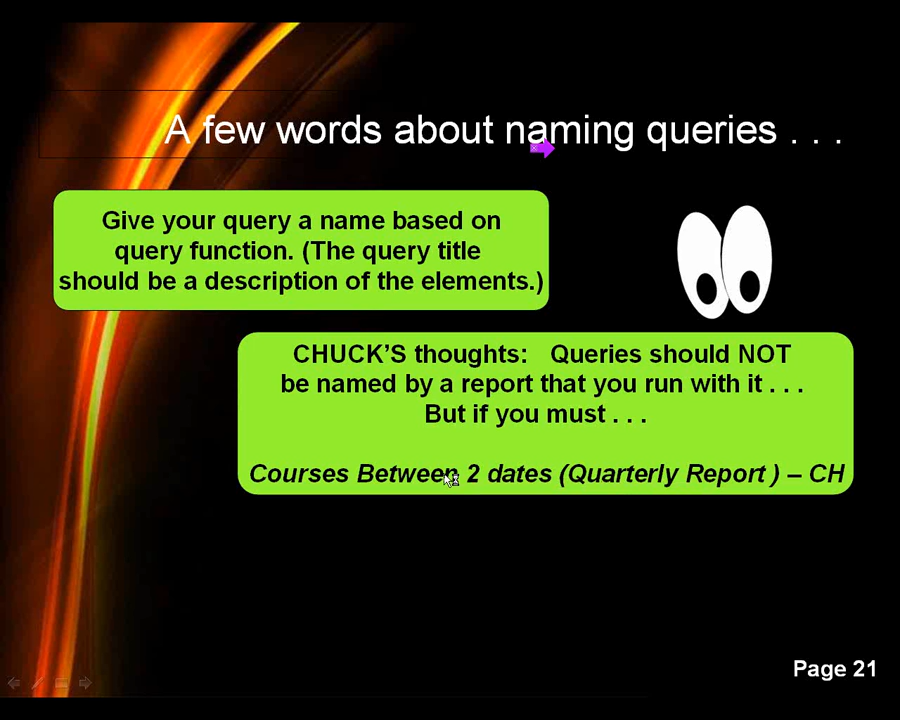 A few words about naming queries . . .
Give your query a name based on
query function. (The query title
should be a description of the elements.)
CHUCK’S thoughts: Queries should NOT
be named by a report that you run with it . . .
But if you must . . .
Courses Between 2 dates (Quarterly Report ) – CH
Page 21